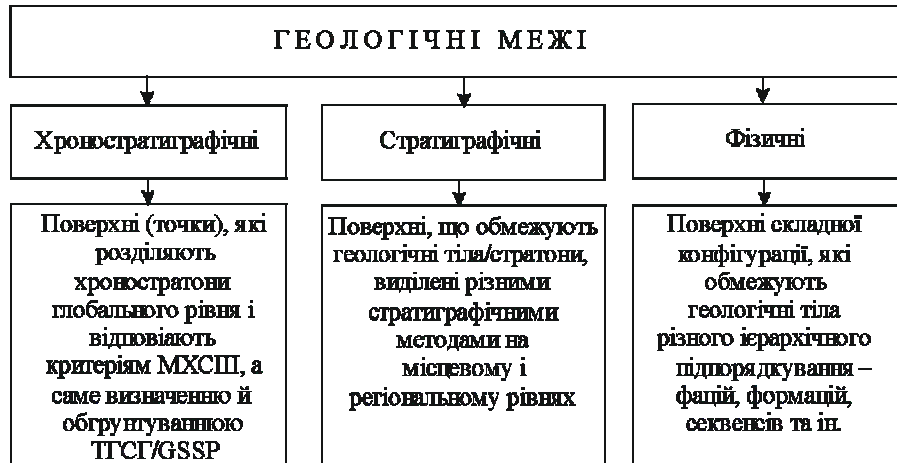 ГЕОЛОГІЧНІ МЕЖІ
Хроностратиграфічні
Стратиграфічні
Фізичні
Поверхні (точки), які
розділяють
хроностратони
глобального рівня і
відповіають
критеріям МХСШ, а
саме визначенню й
обгрунтуваннюю
ТГСГ/GSSP
Поверхні, що обмежують
геологічні тіла/стратони,
виділені різними
стратиграфічними
методами на
місцевому і
регіональному рівнях
Поверхні складної
конфігурації, які
обмежують
геологічні тіла
різного ієрархічного
підпорядкування –
фацій, формацій,
секвенсів та ін.